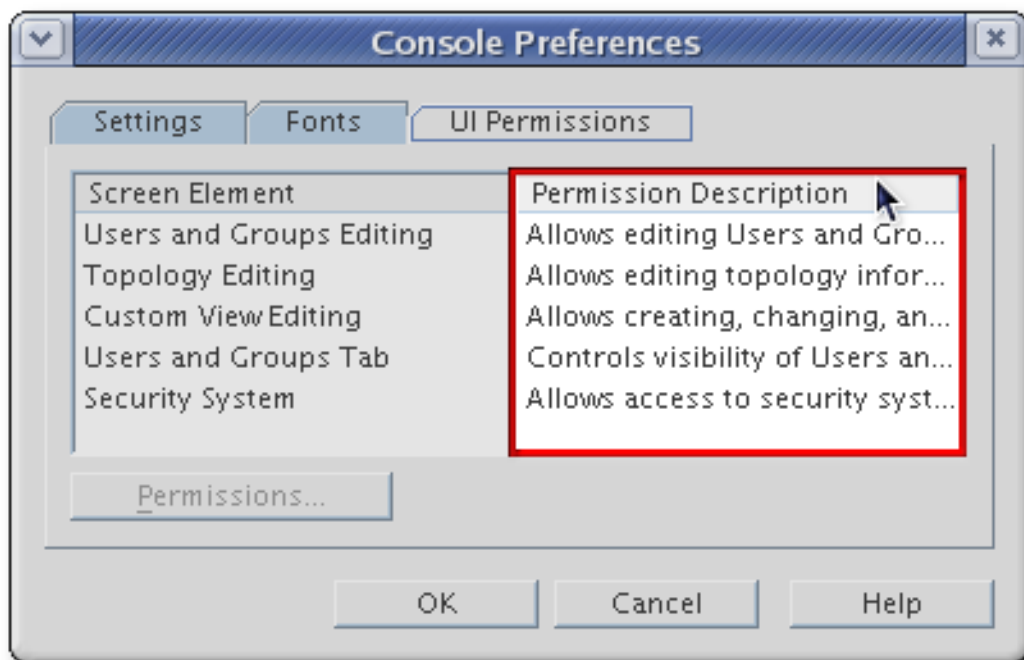 Console Preferences
Settings Fonts UI Permissions
Screen Element Permission Description
Users and Groups Editing Allows editing Users and Gro...
Topology Editing Allows editing topology infor...
Custom View Editing Allows creating, changing, an...
Users and Groups Tab Controls visibility of Users an...
Security System Allows access to security syst...
Permissions...
OK Cancel Help